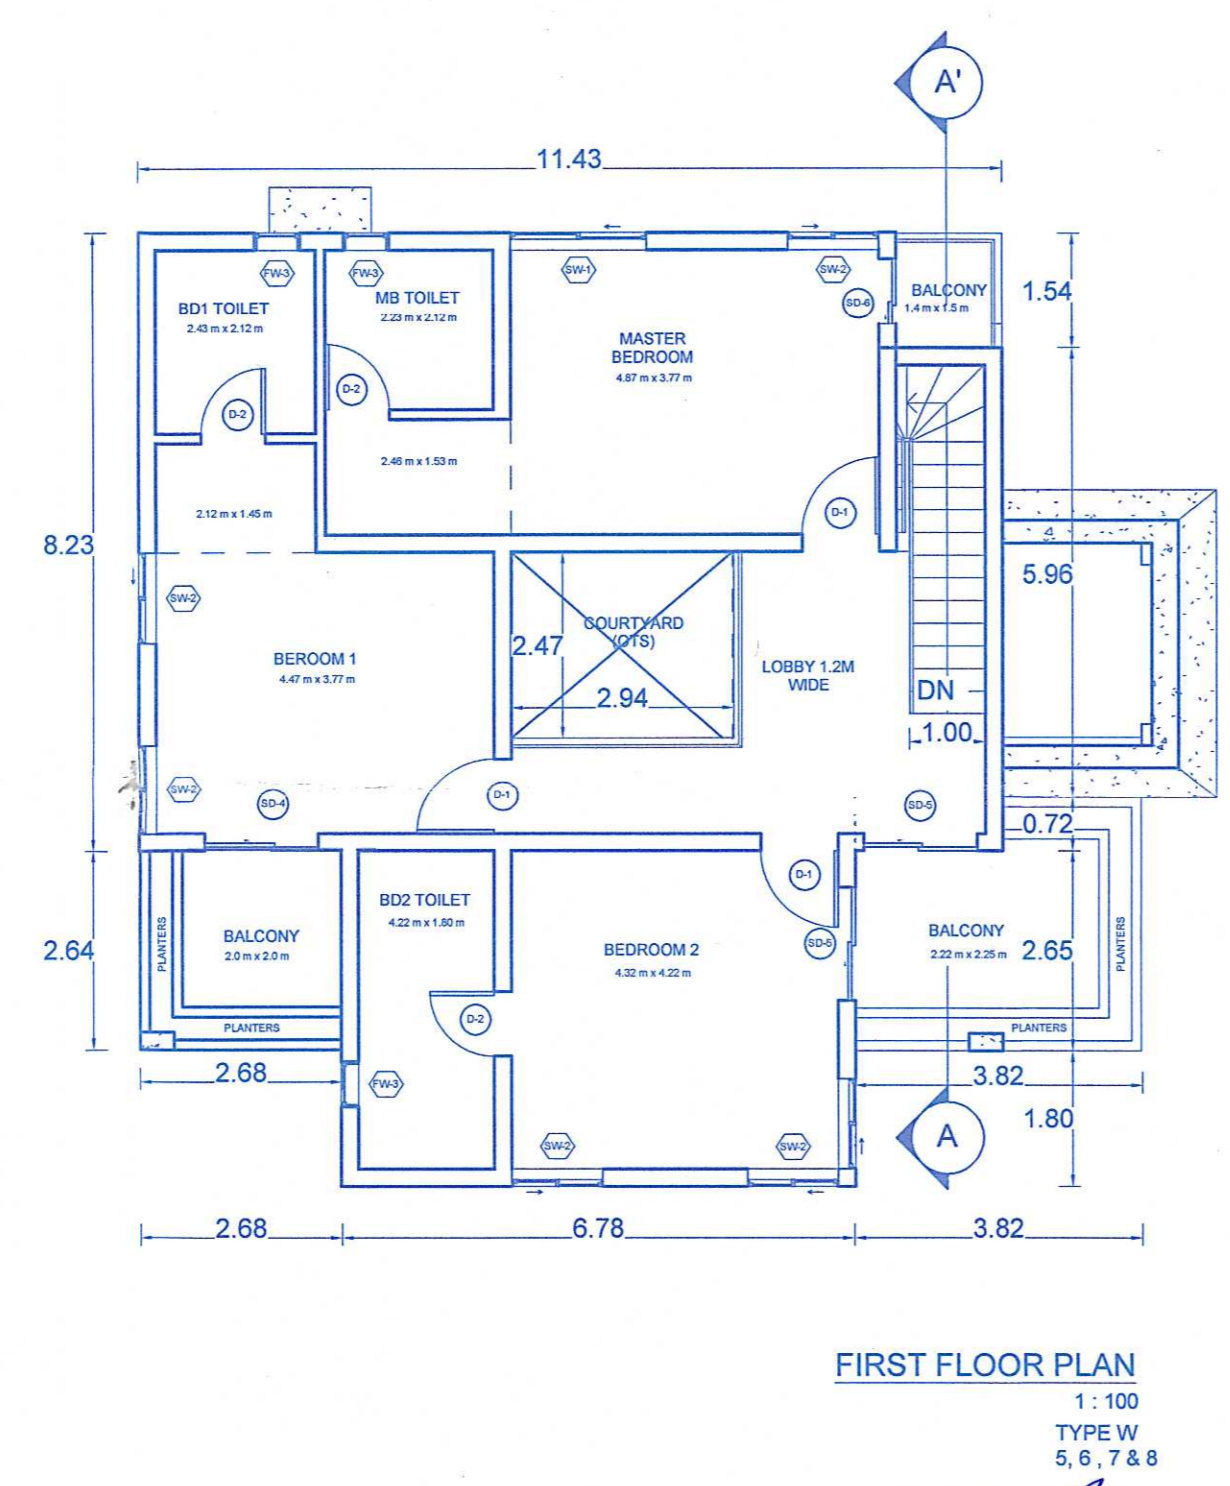 A'
11.43
FW-3
FW-3
SW-1
SW-2
SD-6
BALCONY
1.4 m x 1.5 m
1.54
BD1 TOILET
2.43 m x 2.12 m
MB TOILET
2.23 m x 2.12 m
MASTER
BEDROOM
4.87 m x 3.77 m
D-2
D-2
2.46 m x 1.53 m
2.12 m x 1.45 m
D-1
8.23
5.96
SW-2
COURTYARD
(OTS)
2.47
2.94
BEROOM 1
4.47 m x 3.77 m
LOBBY 1.2M
WIDE
DN
1.00
SW-2
SD-4
D-1
SD-5
0.72
D-1
BD2 TOILET
4.22 m x 1.80 m
PLANTERS
BALCONY
2.0 m x 2.0 m
2.64
BEDROOM 2
4.32 m x 4.22 m
SD-5
BALCONY
2.22 m x 2.25 m
2.65
PLANTERS
PLANTERS
D-2
PLANTERS
2.68
FW-3
3.82
1.80
SW-2
SW-2
A
2.68
6.78
3.82
FIRST FLOOR PLAN
1 : 100
TYPE W
5, 6 , 7 & 8